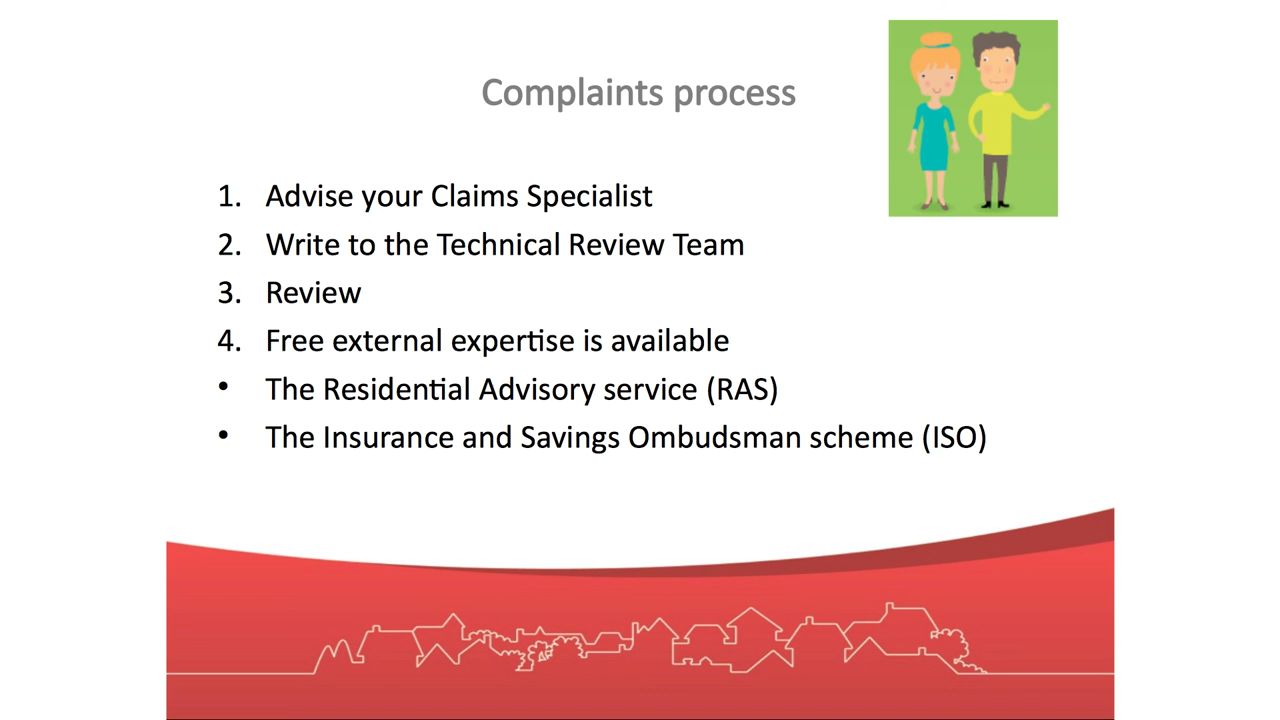 Complaints process
1. Advise your Claims Specialist
2. Write to the Technical Review Team
3. Review
4. Free external expertise is available
• The Residential Advisory service (RAS)
• The Insurance and Savings Ombudsman scheme (ISO)